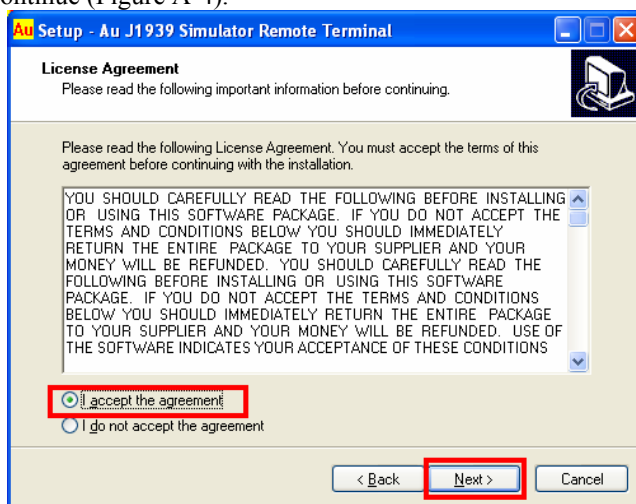 ontinue (Figure A-4).
Au Setup - Au J1939 Simulator Remote Terminal
License Agreement
Please read the following important information before continuing.
Please read the following License Agreement. You must accept the terms of this
agreement before continuing with the installation.
YOU SHOULD CAREFULLY READ THE FOLLOWING BEFORE INSTALLING
OR USING THIS SOFTWARE PACKAGE. IF YOU DO NOT ACCEPT THE
TERMS AND CONDITIONS BELOW YOU SHOULD IMMEDIATELY
RETURN THE ENTIRE PACKAGE TO YOUR SUPPLIER AND YOUR
MONEY WILL BE REFUNDED. YOU SHOULD CAREFULLY READ THE
FOLLOWING BEFORE INSTALLING OR USING THIS SOFTWARE
PACKAGE. IF YOU DO NOT ACCEPT THE TERMS AND CONDITIONS
BELOW YOU SHOULD IMMEDIATELY RETURN THE ENTIRE PACKAGE
TO YOUR SUPPLIER AND YOUR MONEY WILL BE REFUNDED. USE OF
THE SOFTWARE INDICATES YOUR ACCEPTANCE OF THESE CONDITIONS
I accept the agreement
I do not accept the agreement
< Back Next > Cancel